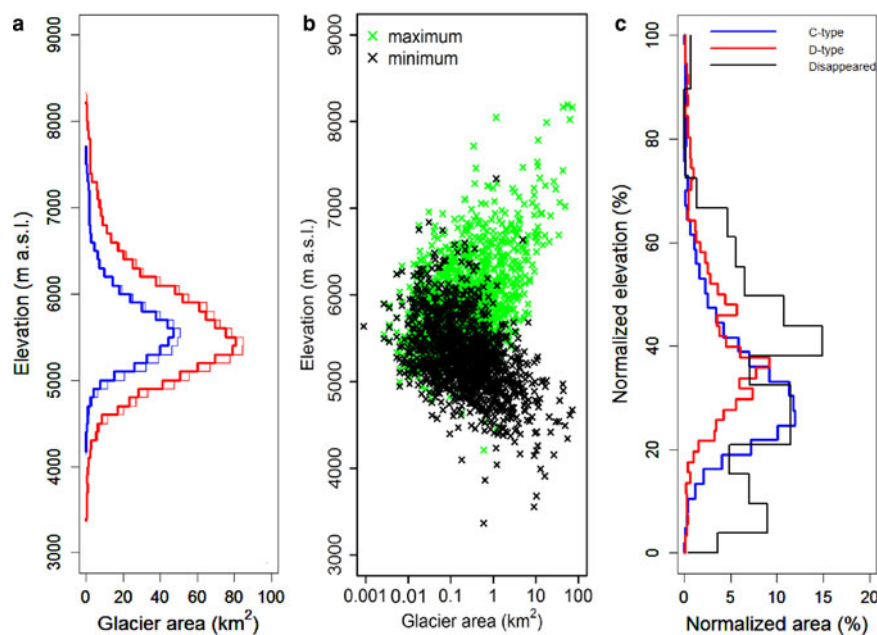 a
Elevation (m a.s.l.)
9000
8000
7000
6000
5000
4000
3000
0 20 40 60 80 100
Glacier area (km²)
b
maximum
minimum
Elevation (m a.s.l.)
9000
8000
7000
6000
5000
4000
3000
0.001 0.01 0.1 1 10 100
Glacier area (km²)
c
C-type
D-type
Disappeared
Normalized elevation (%)
100
80
60
40
20
0
0 5 10 15 20
Normalized area (%)